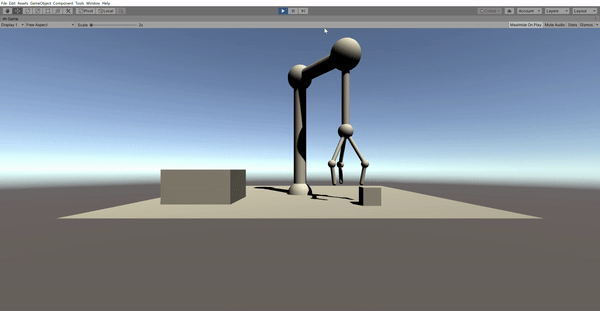 File Edit Assets GameObject Component Tools Window Help
Pivot Local Collab Account Layers Layout
Game
Display 1 Free Aspect Scale 1x Maximize On Play Mute Audio Stats Gizmos